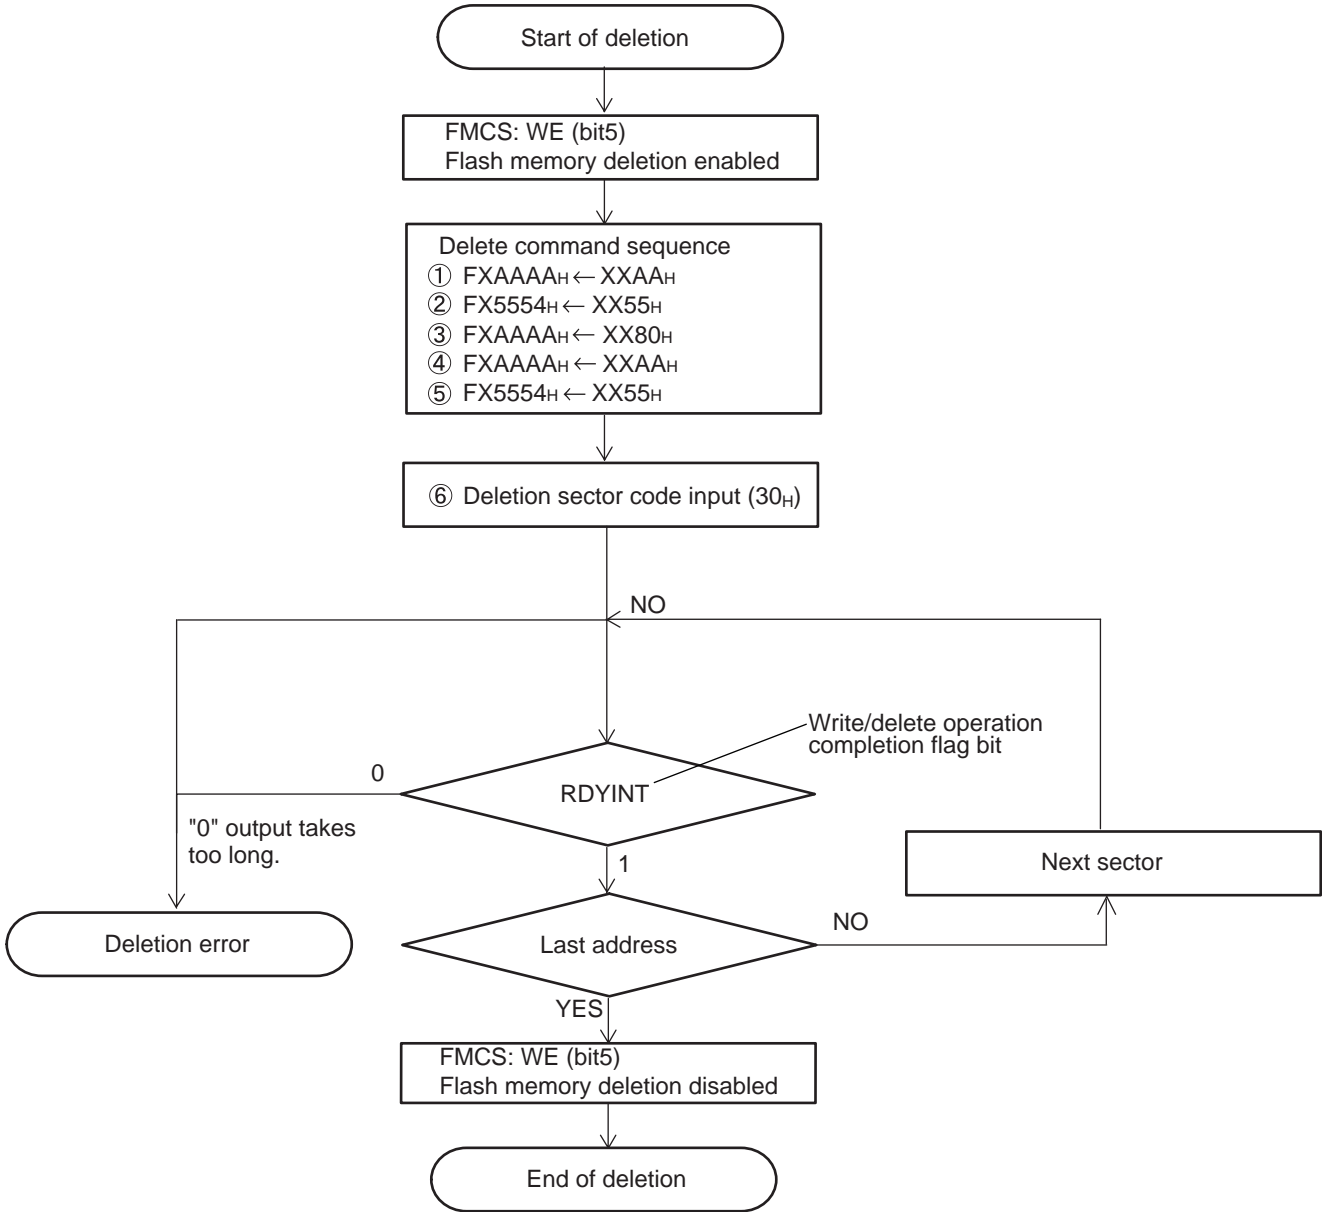 Start of deletion
FMCS: WE (bit5)
Flash memory deletion enabled
Delete command sequence
① FXAAAAH ← XXAAH
② FX5554H ← XX55H
③ FXAAAAH ← XX80H
④ FXAAAAH ← XXAAH
⑤ FX5554H ← XX55H
⑥ Deletion sector code input (30H)
NO
Write/delete operation
completion flag bit
0
RDYINT
"0" output takes
too long.
1
Next sector
Deletion error
Last address
NO
YES
FMCS: WE (bit5)
Flash memory deletion disabled
End of deletion